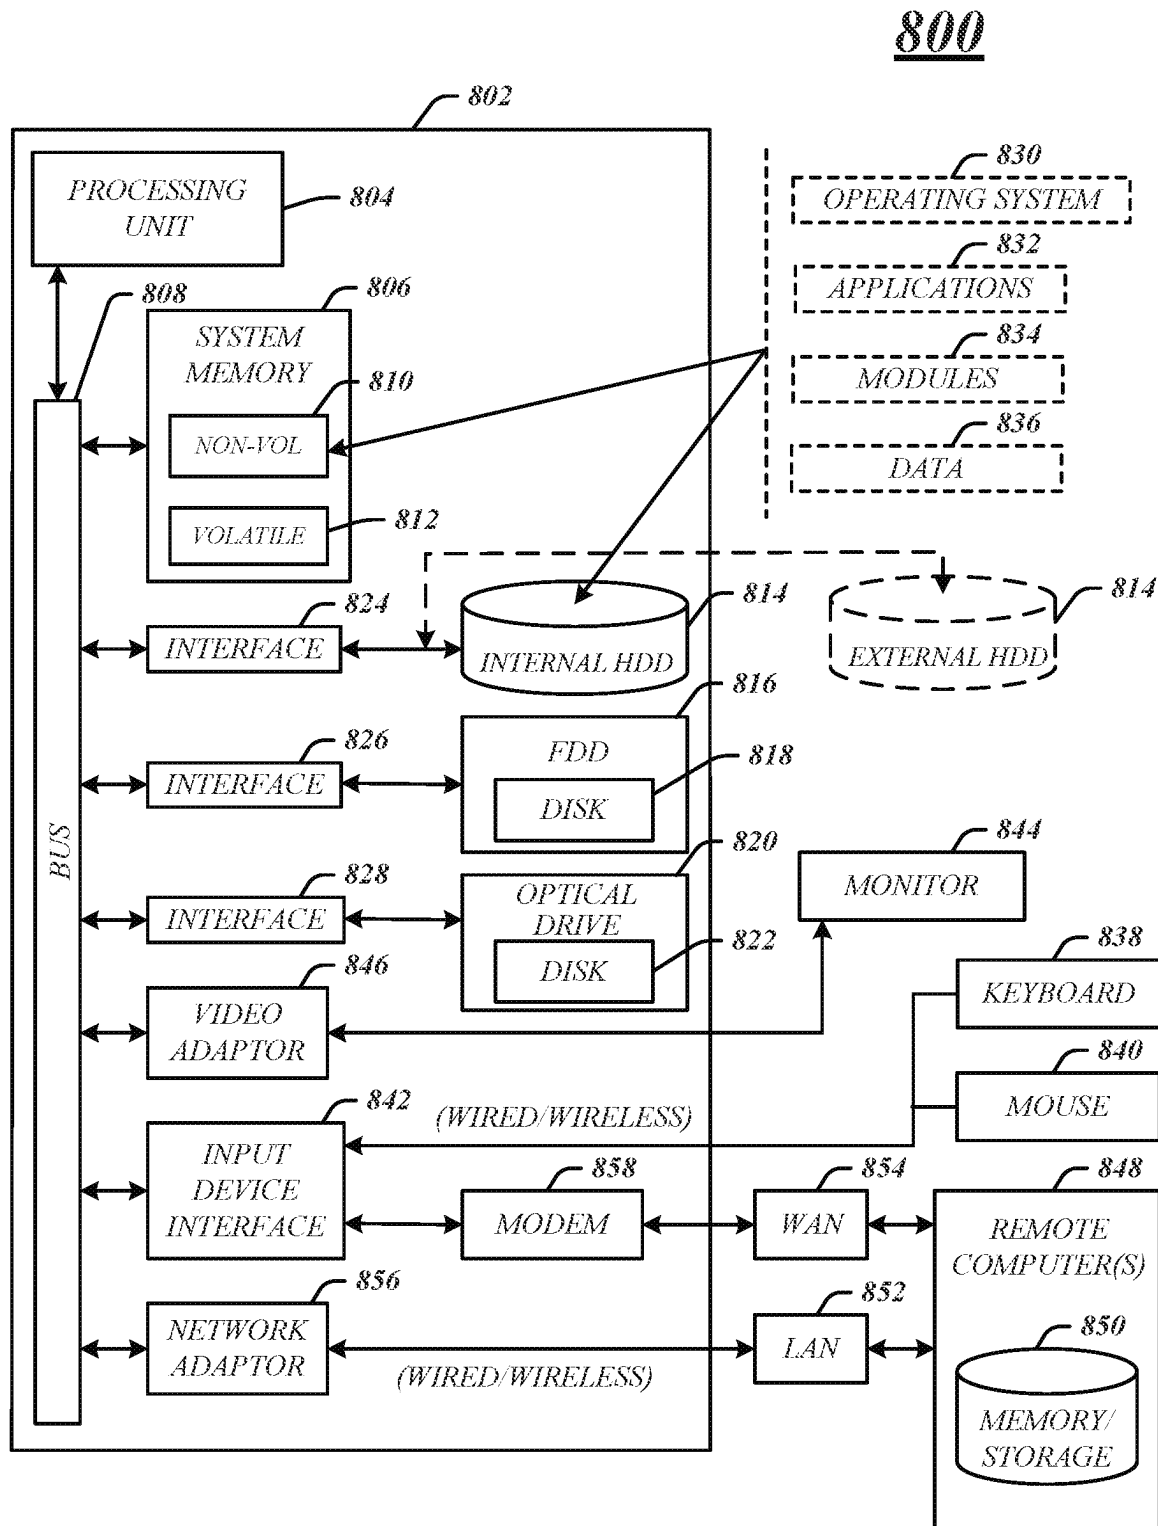 800
802
PROCESSING
UNIT
804
830
OPERATING SYSTEM
832
APPLICATIONS
834
MODULES
836
DATA
808
806
SYSTEM
MEMORY
810
NON-VOL
812
VOLATILE
824
INTERFACE
814
INTERNAL HDD
814
EXTERNAL HDD
816
FDD
826
INTERFACE
818
DISK
BUS
820
OPTICAL
DRIVE
828
INTERFACE
822
DISK
844
MONITOR
846
VIDEO
ADAPTOR
838
KEYBOARD
840
MOUSE
842
INPUT
DEVICE
INTERFACE
(WIRED/WIRELESS)
858
MODEM
854
WAN
848
REMOTE
COMPUTER(S)
856
NETWORK
ADAPTOR
(WIRED/WIRELESS)
852
LAN
850
MEMORY/
STORAGE